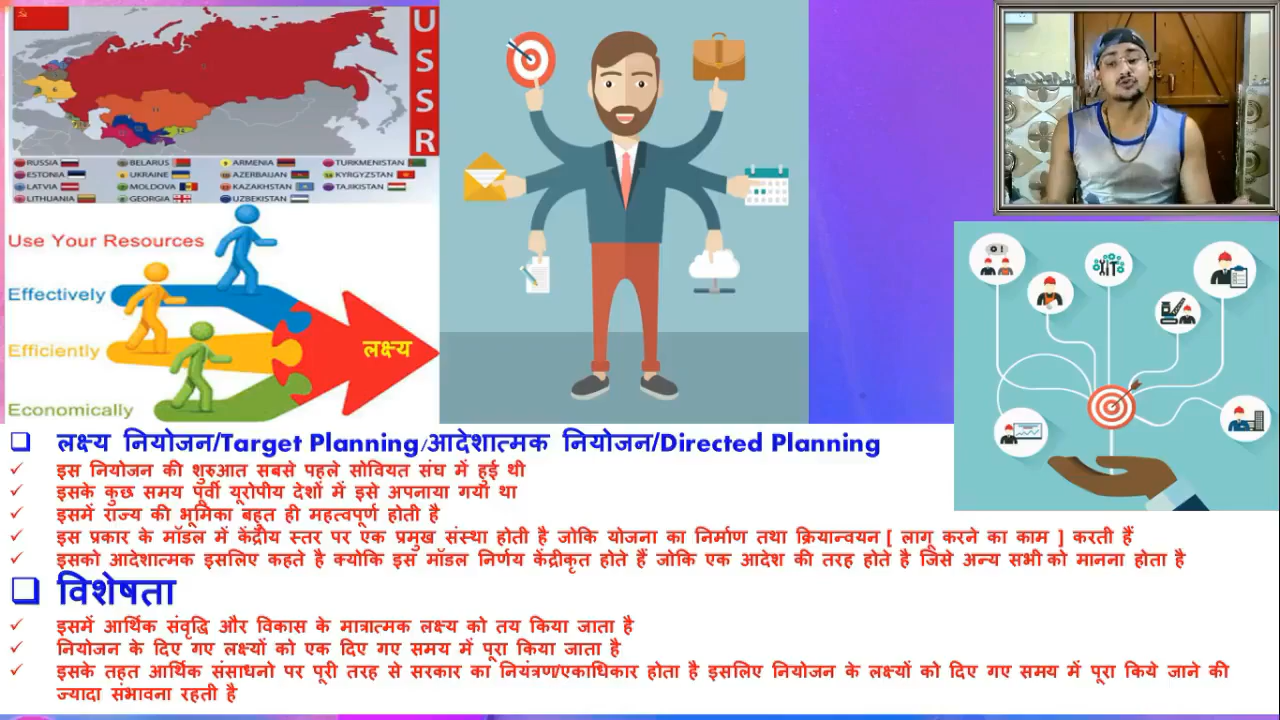 USSR
RUSSIA BELARUS ARMENIA TURKMENISTAN
ESTONIA UKRAINE AZERBAIJAN KYRGYZSTAN
LATVIA MOLDOVA KAZAKHSTAN TAJIKISTAN
LITHUANIA GEORGIA UZBEKISTAN
Use Your Resources
Effectively
Efficiently
लक्ष्य
Economically
लक्ष्य नियोजन/Target Planning/आदेशात्मक नियोजन/Directed Planning
इस नियोजन की शुरुआत सबसे पहले सोवियत संघ में हुई थी
इसके कुछ समय पूर्वी यूरोपीय देशों में इसे अपनाया गया था
इसमें राज्य की भूमिका बहुत ही महत्वपूर्ण होती है
इस प्रकार के मॉडल में केंद्रीय स्तर पर एक प्रमुख संस्था होती है जोकि योजना का निर्माण तथा क्रियान्वयन [ लागू करने का काम ] करती हैं
इसको आदेशात्मक इसलिए कहते है क्योकि इस मॉडल निर्णय केंद्रीकृत होते हैं जोकि एक आदेश की तरह होते है जिसे अन्य सभी को मानना होता है
विशेषता
इसमें आर्थिक संवृद्धि और विकास के मात्रात्मक लक्ष्य को तय किया जाता है
नियोजन के दिए गए लक्ष्यों को एक दिए गए समय में पूरा किया जाता है
इसके तहत आर्थिक संसाधनो पर पूरी तरह से सरकार का नियंत्रण/एकाधिकार होता है इसलिए नियोजन के लक्ष्यों को दिए गए समय में पूरा किये जाने की
ज्यादा संभावना रहती है